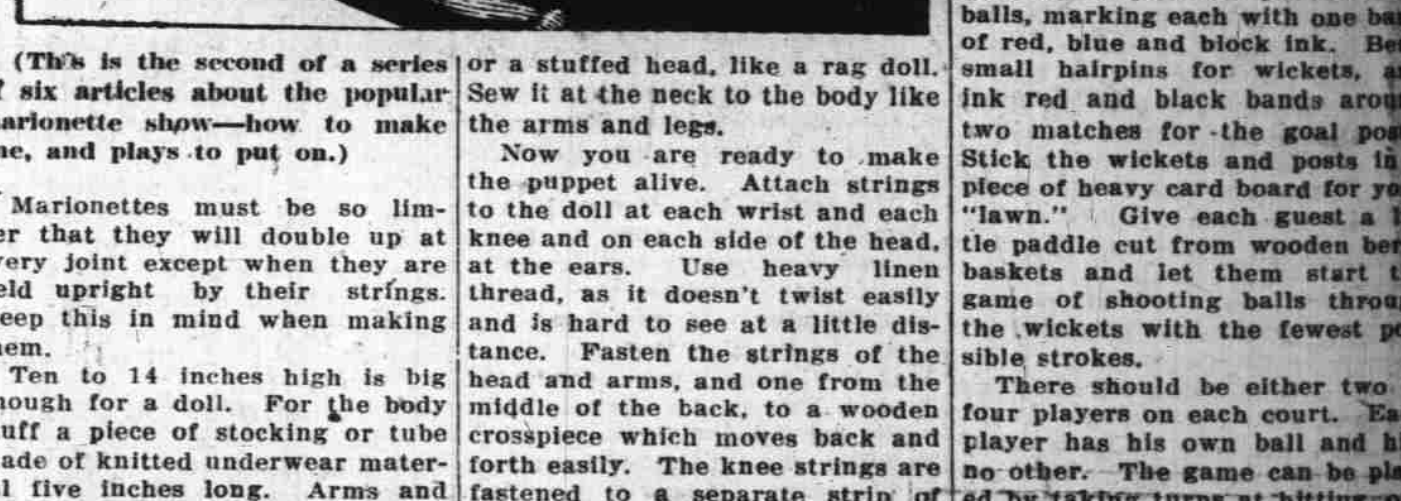 (This is the second of a series
six articles about the popular
arionette show—how to make
ne, and plays to put on.)
Marionettes must be so lim-
er that they will double up at
very joint except when they are
eld upright by their strings.
eep this in mind when making
em.
Ten to 14 inches high is big
nough for a doll. For the body
uff a piece of stocking or tube
ade of knitted underwear mater-
l five inches long. Arms and
or a stuffed head, like a rag doll.
Sew it at the neck to the body like
the arms and legs.
Now you are ready to make
the puppet alive. Attach strings
to the doll at each wrist and each
knee and on each side of the head,
at the ears. Use heavy linen
thread, as it doesn't twist easily
and is hard to see at a little dis-
tance. Fasten the strings of the
head and arms, and one from the
middle of the back, to a wooden
crosspiece which moves back and
forth easily. The knee strings are
fastened to a separate strip of
balls, marking each with one ba
of red, blue and block ink. Be
small hairpins for wickets, a
ink red and black bands arou
two matches for the goal pos
Stick the wickets and posts in
piece of heavy card board for yo
"lawn." Give each guest a l
tle paddle cut from wooden ber
baskets and let them start t
game of shooting balls throu
the wickets with the fewest po
sible strokes.
There should be either two
four players on each court. Ea
player has his own ball and h
no other. The game can be pla
ed by taking turns at hitting